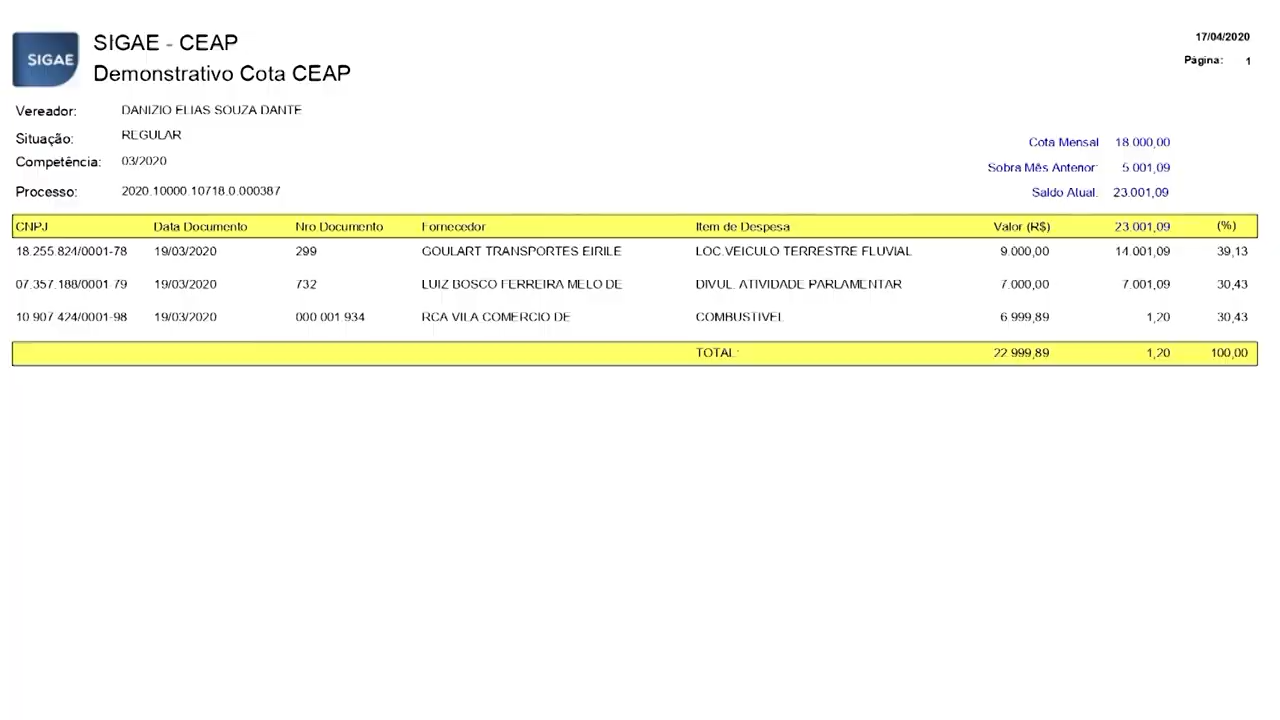 SIGAE
SIGAE - CEAP
Demonstrativo Cota CEAP
17/04/2020
Página: 1
Vereador: DANIZIO ELIAS SOUZA DANTE
Situação: REGULAR
Competência: 03/2020
Processo: 2020.10000.10718.0.000387
Cota Mensal 18.000,00
Sobra Mês Anterior: 5.001,09
Saldo Atual: 23.001,09
CNPJ Data Documento Nro Documento Fornecedor Item de Despesa Valor (R$) 23.001,09 (%)
18.255.824/0001-78 19/03/2020 299 GOULART TRANSPORTES EIRILE LOC.VEICULO TERRESTRE FLUVIAL 9.000,00 14.001,09 39,13
07.357.188/0001-79 19/03/2020 732 LUIZ BOSCO FERREIRA MELO DE DIVUL. ATIVIDADE PARLAMENTAR 7.000,00 7.001,09 30,43
10.907.424/0001-98 19/03/2020 000.001.934 RCA VILA COMERCIO DE COMBUSTIVEL 6.999,89 1,20 30,43
TOTAL: 22.999,89 1,20 100,00